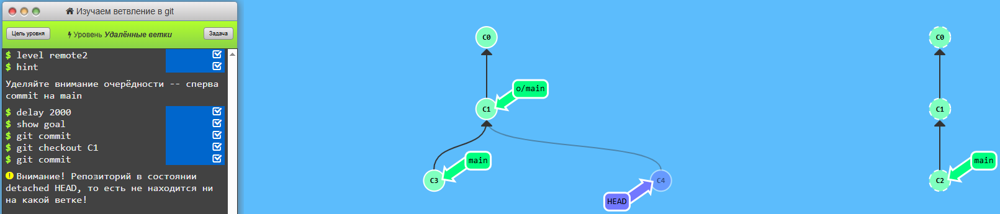 Изучаем ветвление в git
Цель уровня
Уровень Удалённые ветки
Задача
$ level remote2
$ hint
Уделяйте внимание очерёдности -- сперва
commit на main
$ delay 2000
$ show goal
$ git commit
$ git checkout C1
$ git commit
Внимание! Репозиторий в состоянии
detached HEAD, то есть не находится ни
на какой ветке!
C0
o/main
C1
main
C3
C4
HEAD
C0
C1
main
C2